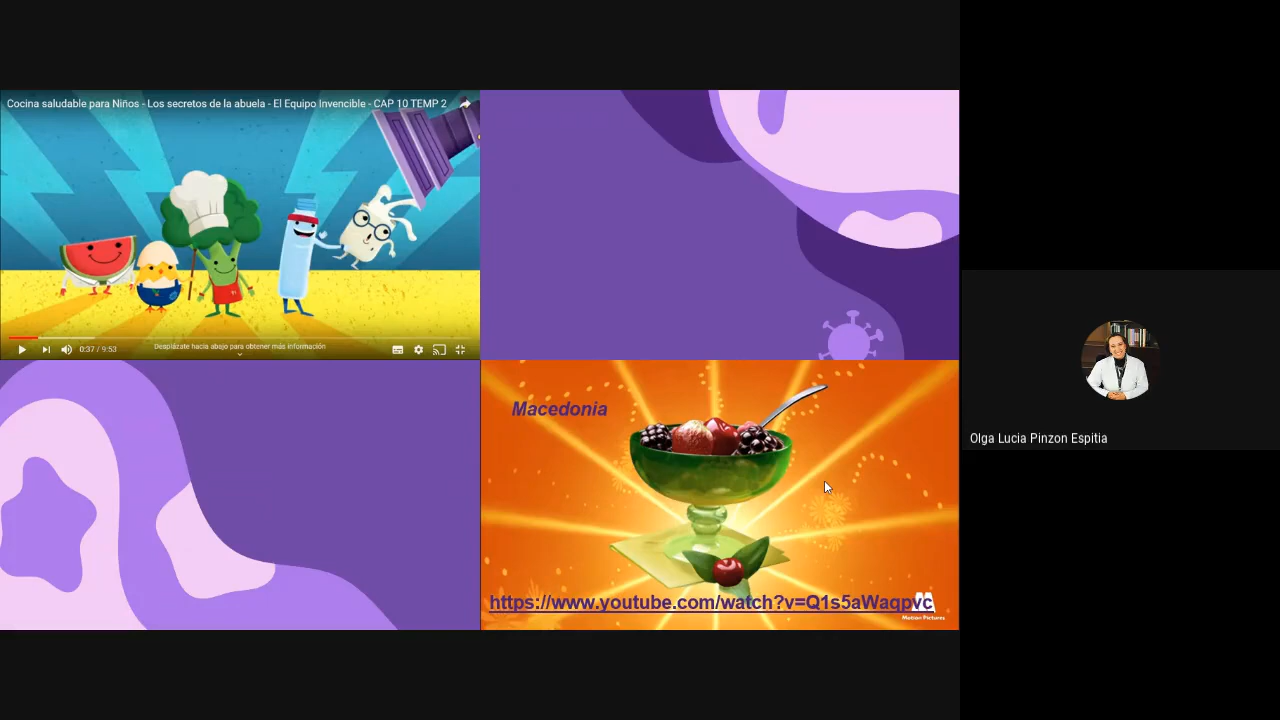 Cocina saludable para Niños - Los secretos de la abuela - El Equipo Invencible - CAP 10 TEMP 2
0:37 / 9:53
Desplázate hacia abajo para obtener más información
Macedonia
https://www.youtube.com/watch?v=Q1s5aWaqpvc
Motion Pictures
Olga Lucia Pinzon Espitia